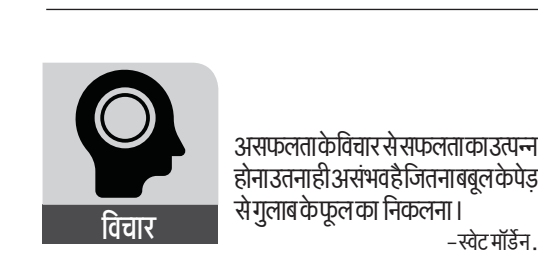 असफलता के विचार से सफलता का उत्पन्न
होना उतना ही असंभव है जितना बबूल के पेड़
से गुलाब के फूल का निकलना।
-स्वेट मॉर्डेन.
विचार